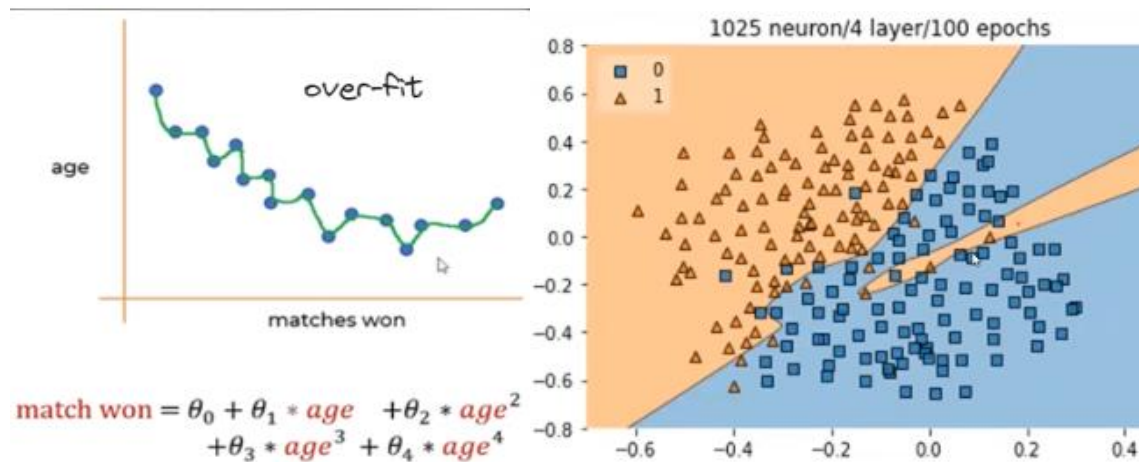 over-fit
age
matches won
match won = θ₀ + θ₁ * age +θ₂ * age²
+θ₃ * age³ + θ₄ * age⁴
1025 neuron/4 layer/100 epochs
0
1
0.8
0.6
0.4
0.2
0.0
−0.2
−0.4
−0.6
−0.8
−0.6 −0.4 −0.2 0.0 0.2 0.4